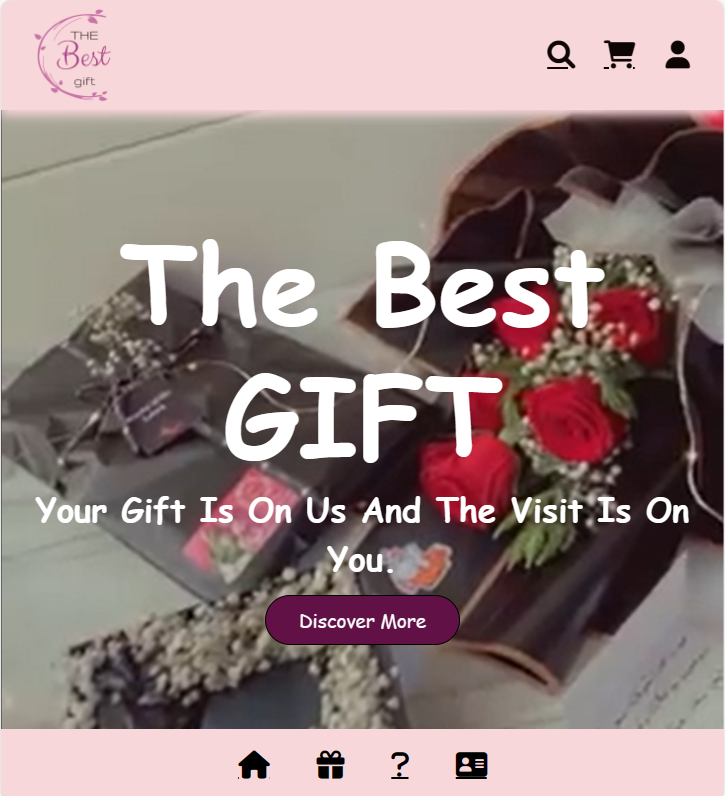 THE
Best
gift
The Best
GIFT
Your Gift Is On Us And The Visit Is On
You.
Discover More
?